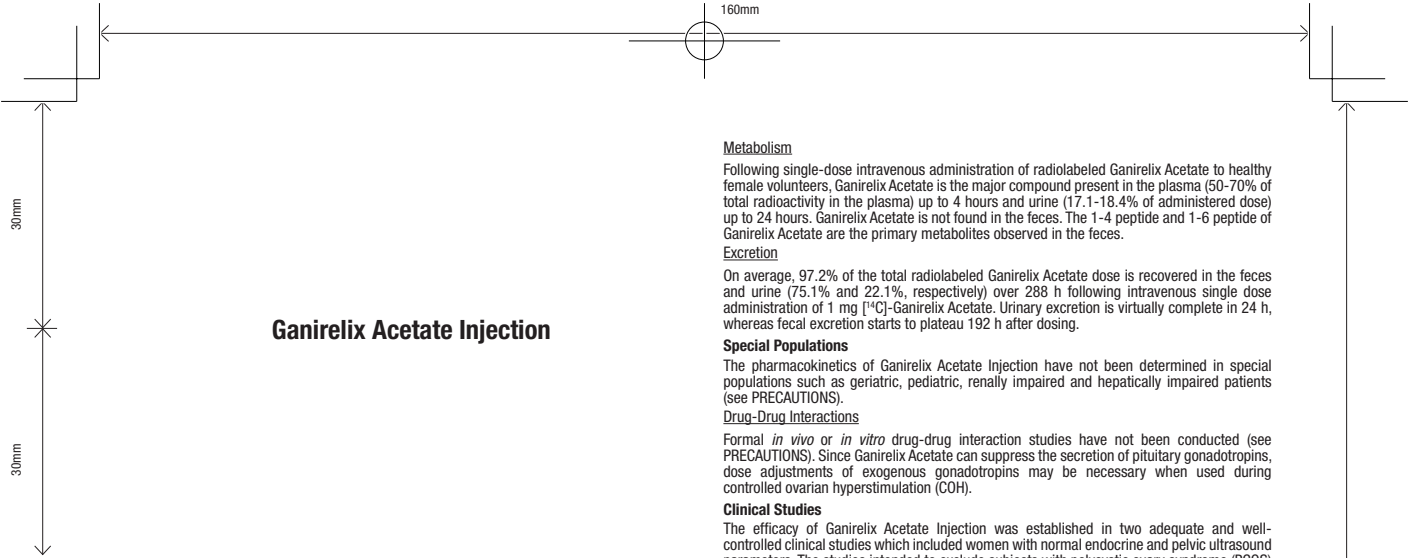 160mm
30mm
30mm
Ganirelix Acetate Injection
Metabolism
Following single-dose intravenous administration of radiolabeled Ganirelix Acetate to healthy
female volunteers, Ganirelix Acetate is the major compound present in the plasma (50-70% of
total radioactivity in the plasma) up to 4 hours and urine (17.1-18.4% of administered dose)
up to 24 hours. Ganirelix Acetate is not found in the feces. The 1-4 peptide and 1-6 peptide of
Ganirelix Acetate are the primary metabolites observed in the feces.
Excretion
On average, 97.2% of the total radiolabeled Ganirelix Acetate dose is recovered in the feces
and urine (75.1% and 22.1%, respectively) over 288 h following intravenous single dose
administration of 1 mg [¹⁴C]-Ganirelix Acetate. Urinary excretion is virtually complete in 24 h,
whereas fecal excretion starts to plateau 192 h after dosing.
Special Populations
The pharmacokinetics of Ganirelix Acetate Injection have not been determined in special
populations such as geriatric, pediatric, renally impaired and hepatically impaired patients
(see PRECAUTIONS).
Drug-Drug Interactions
Formal in vivo or in vitro drug-drug interaction studies have not been conducted (see
PRECAUTIONS). Since Ganirelix Acetate can suppress the secretion of pituitary gonadotropins,
dose adjustments of exogenous gonadotropins may be necessary when used during
controlled ovarian hyperstimulation (COH).
Clinical Studies
The efficacy of Ganirelix Acetate Injection was established in two adequate and well-
controlled clinical studies which included women with normal endocrine and pelvic ultrasound